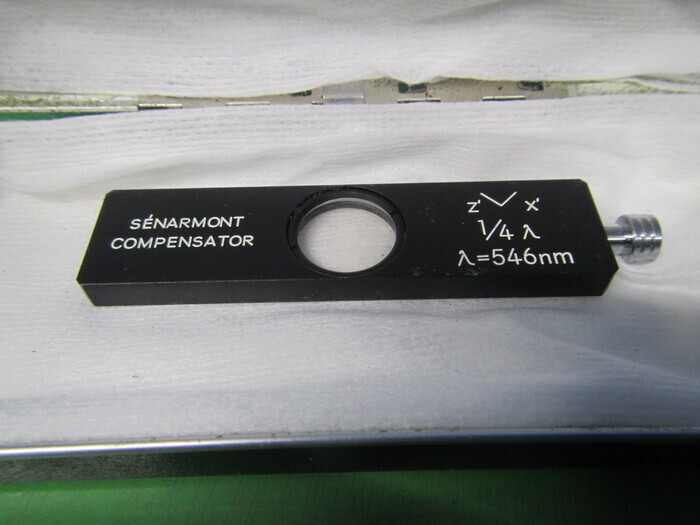 SÉNARMONT
COMPENSATOR
z' x'
1/4 λ
λ=546nm